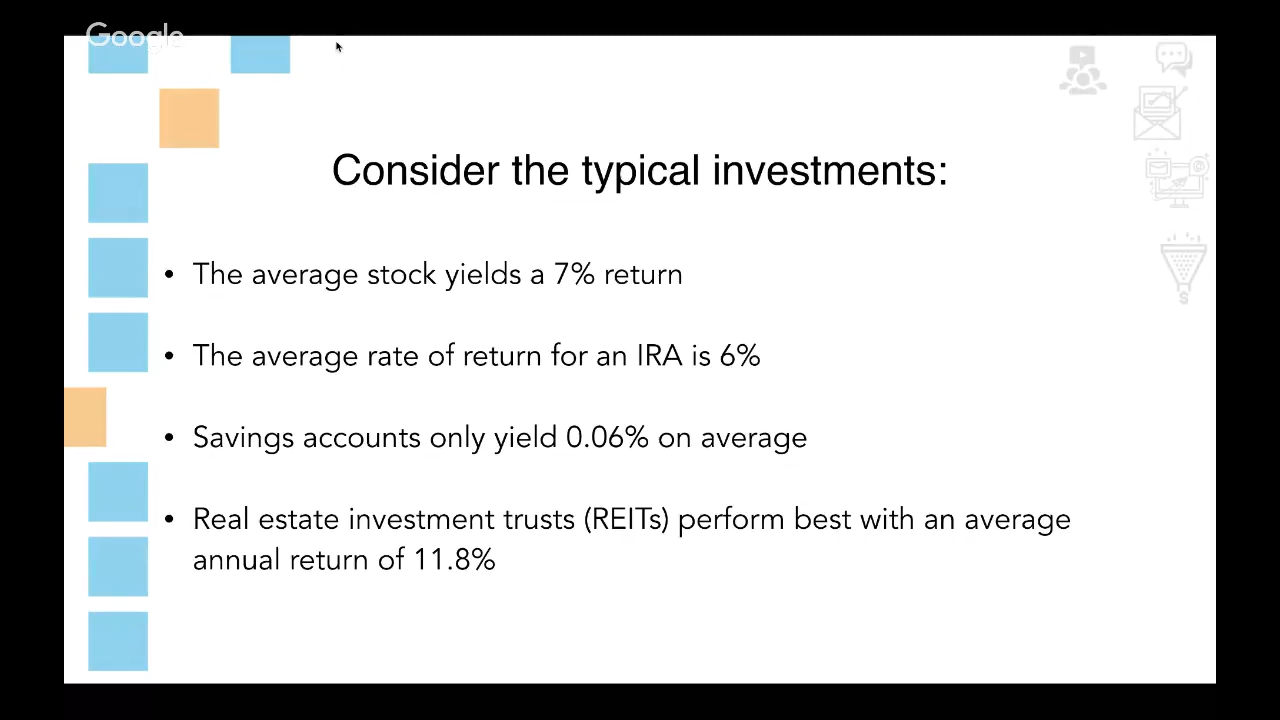 Google
Consider the typical investments:
• The average stock yields a 7% return
• The average rate of return for an IRA is 6%
• Savings accounts only yield 0.06% on average
• Real estate investment trusts (REITs) perform best with an average
annual return of 11.8%